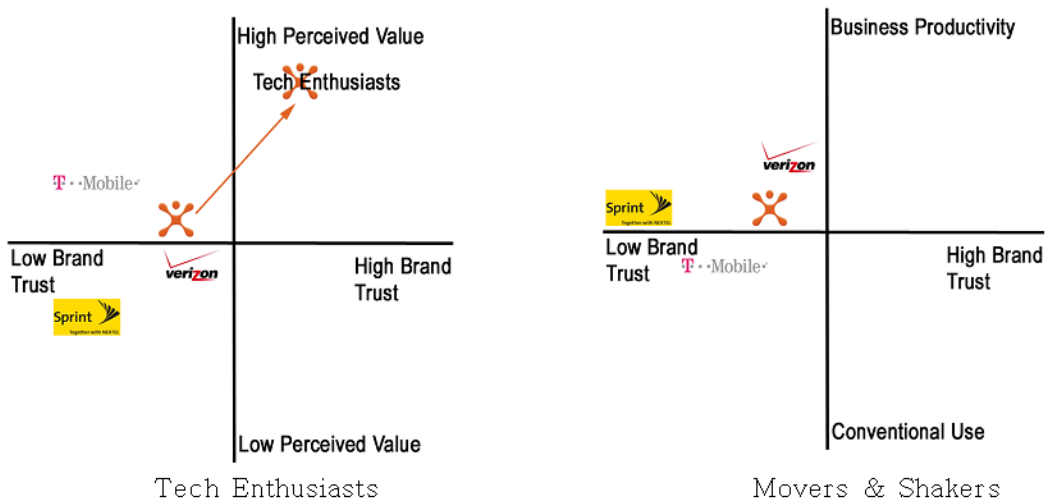 High Perceived Value
Tech Enthusiasts
T··Mobile·
Low Brand
Trust
verizon
High Brand
Trust
Sprint
Together with NEXTEL
Low Perceived Value
Tech Enthusiasts
Business Productivity
verizon
Sprint
Together with NEXTEL
Low Brand
Trust
T··Mobile·
High Brand
Trust
Conventional Use
Movers & Shakers